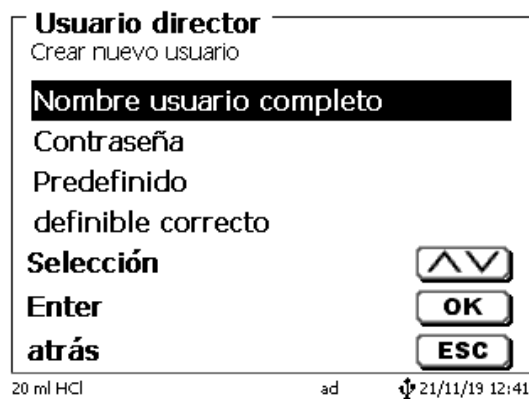 Usuario director
Crear nuevo usuario
Nombre usuario completo
Contraseña
Predefinido
definible correcto
Selección
Enter OK
atrás ESC
20 ml HCl ad 21/11/19 12:41